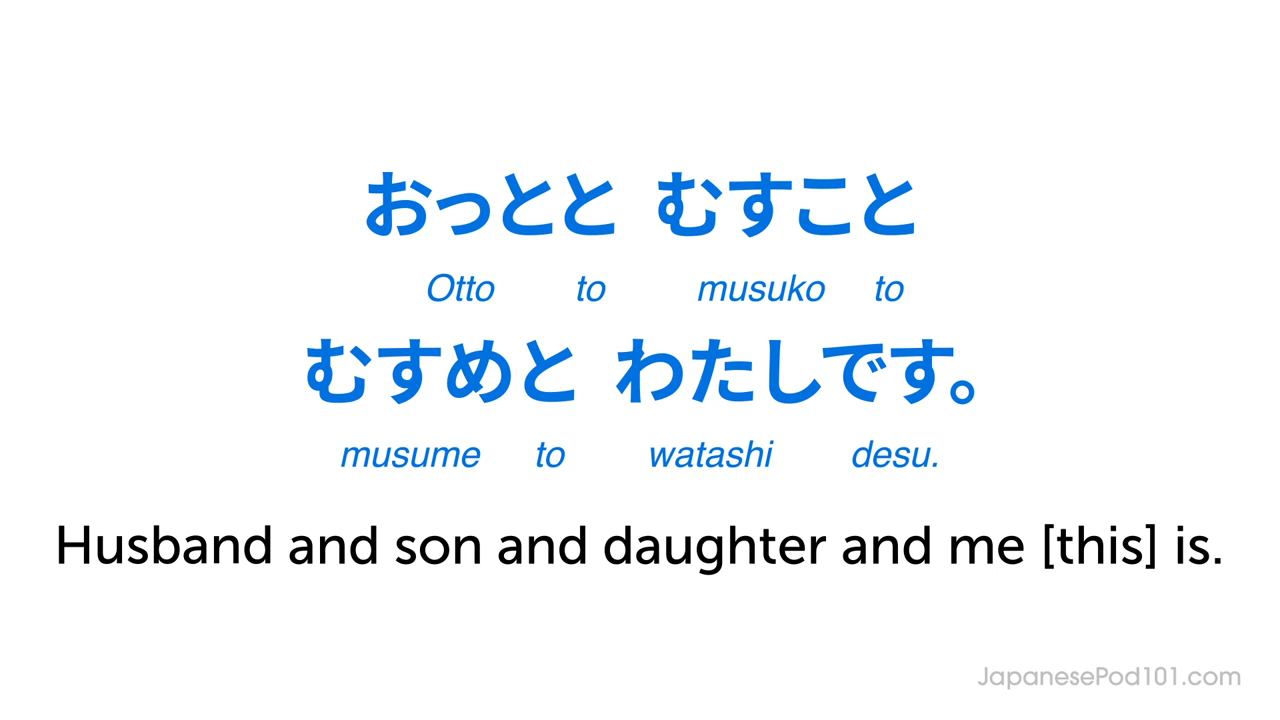 おっとと むすこと
Otto to musuko to
むすめと わたしです。
musume to watashi desu.
Husband and son and daughter and me [this] is.
JapanesePod101.com